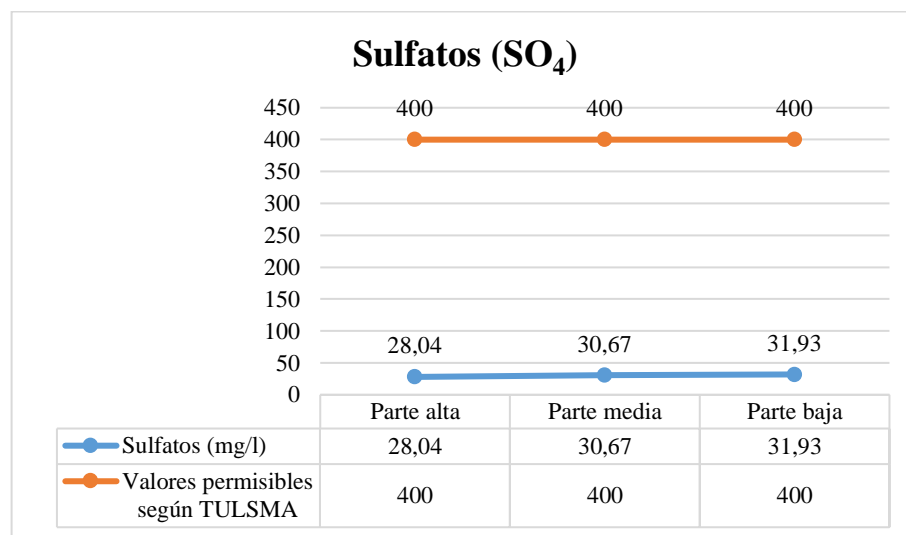 Sulfatos (SO4)
450
400
350
300
250
200
150
100
50
0
400 400 400
28,04 30,67 31,93
Parte alta Parte media Parte baja
Sulfatos (mg/l) 28,04 30,67 31,93
Valores permisibles
según TULSMA 400 400 400